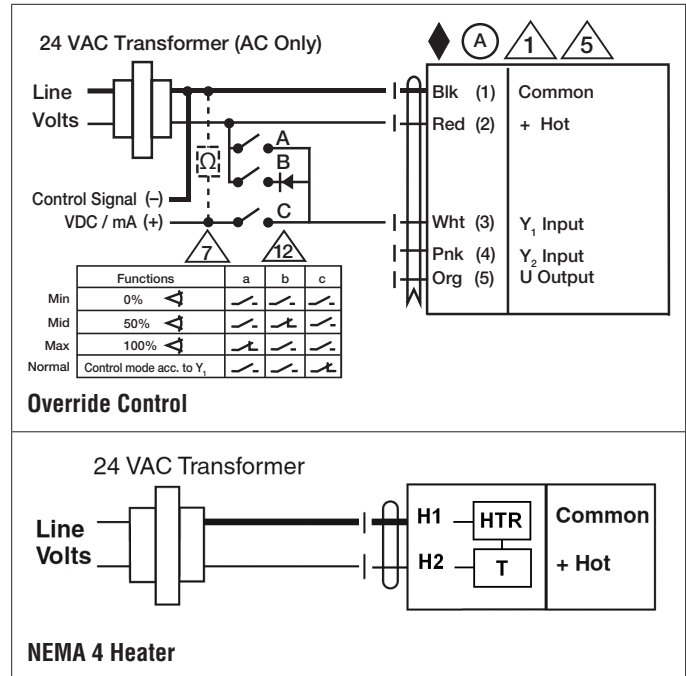 24 VAC Transformer (AC Only)
A
1
5
Line
Volts
Blk (1) Common
Red (2) + Hot
A
B
C
Ω
Control Signal (–)
VDC / mA (+)
Wht (3) Y₁ Input
Pnk (4) Y₂ Input
Org (5) U Output
7
12
Functions a b c
Min 0%
Mid 50%
Max 100%
Normal Control mode acc. to Y₁
Override Control
24 VAC Transformer
Line
Volts
H1 HTR Common
H2 T + Hot
NEMA 4 Heater